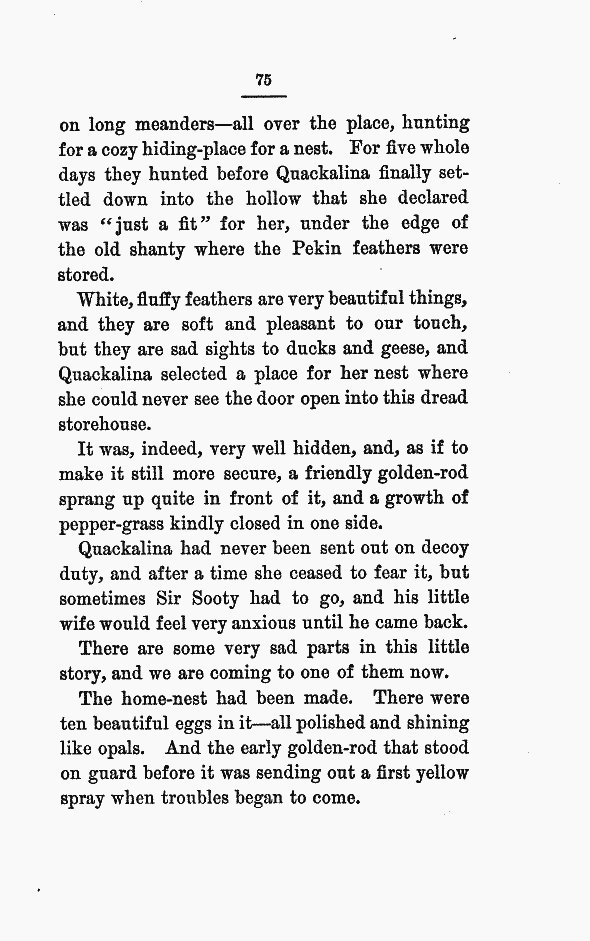 75
on long meanders—all over the place, hunting
for a cozy hiding-place for a nest. For five whole
days they hunted before Quackalina finally set-
tled down into the hollow that she declared
was “just a fit” for her, under the edge of
the old shanty where the Pekin feathers were
stored.
White, fluffy feathers are very beautiful things,
and they are soft and pleasant to our touch,
but they are sad sights to ducks and geese, and
Quackalina selected a place for her nest where
she could never see the door open into this dread
storehouse.
It was, indeed, very well hidden, and, as if to
make it still more secure, a friendly golden-rod
sprang up quite in front of it, and a growth of
pepper-grass kindly closed in one side.
Quackalina had never been sent out on decoy
duty, and after a time she ceased to fear it, but
sometimes Sir Sooty had to go, and his little
wife would feel very anxious until he came back.
There are some very sad parts in this little
story, and we are coming to one of them now.
The home-nest had been made. There were
ten beautiful eggs in it—all polished and shining
like opals. And the early golden-rod that stood
on guard before it was sending out a first yellow
spray when troubles began to come.